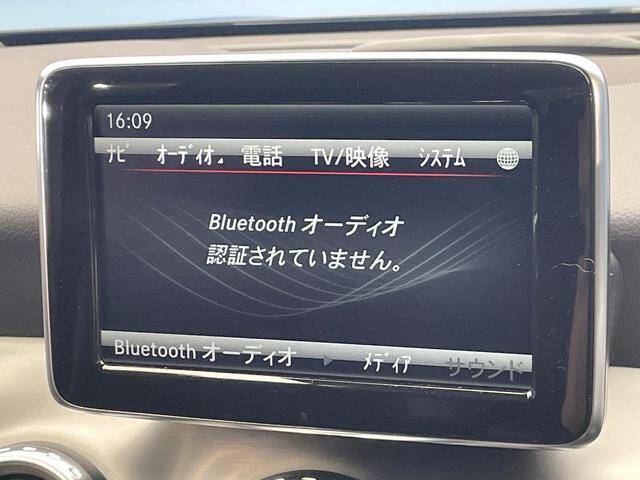 16:09
ナビ オーディオ 電話 TV/映像 システム
Bluetooth オーディオ
認証されていません。
Bluetooth オーディオ ▶ メディア サウンド